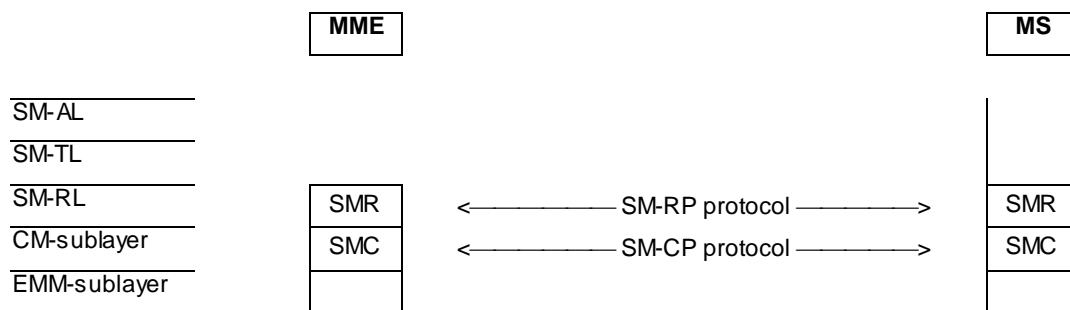 MME MS
SM-AL
SM-TL
SM-RL SMR <—————— SM-RP protocol ——————> SMR
CM-sublayer SMC <—————— SM-CP protocol ——————> SMC
EMM-sublayer